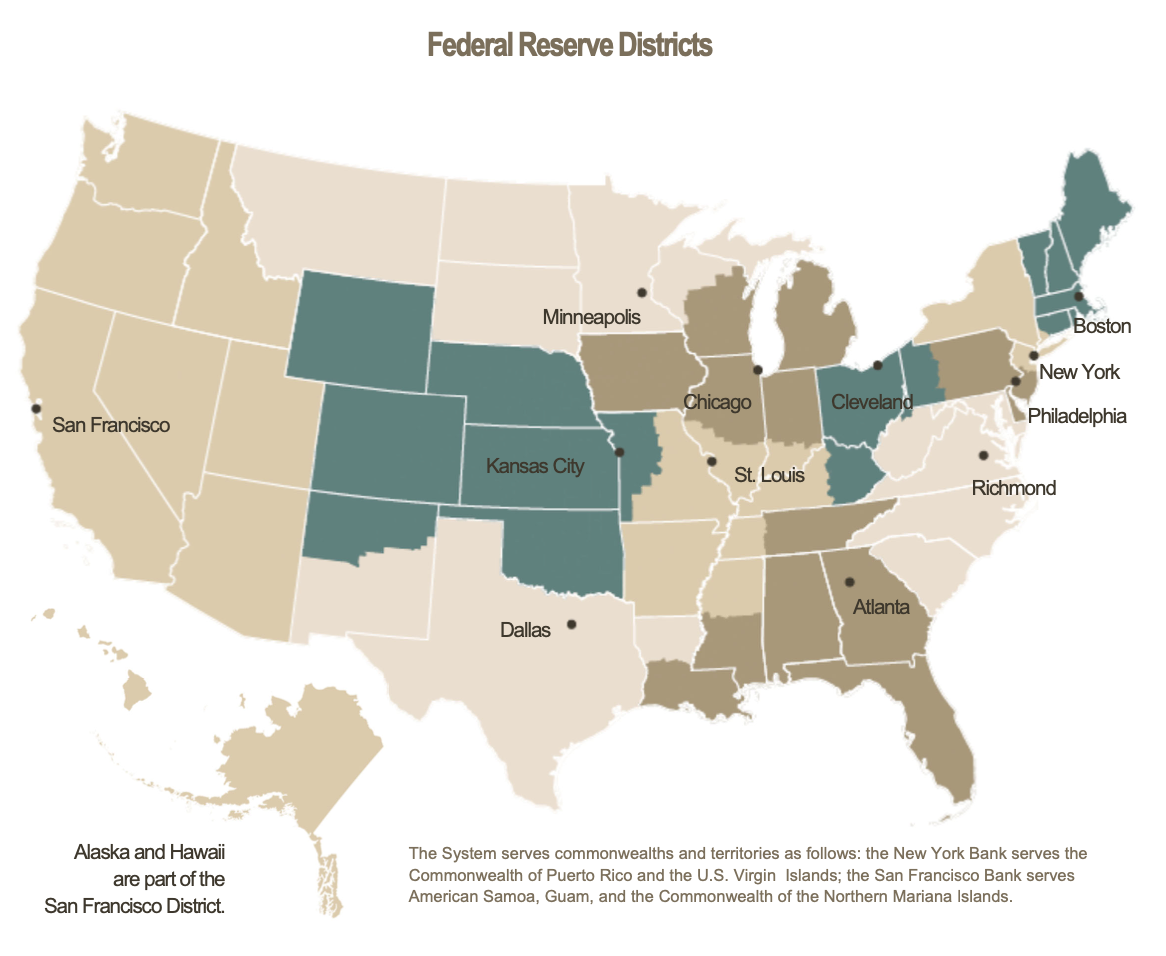 Federal Reserve Districts
Minneapolis
Boston
New York
Chicago
Cleveland
Philadelphia
San Francisco
Kansas City
St. Louis
Richmond
Atlanta
Dallas
Alaska and Hawaii
are part of the
San Francisco District.
The System serves commonwealths and territories as follows: the New York Bank serves the
Commonwealth of Puerto Rico and the U.S. Virgin Islands; the San Francisco Bank serves
American Samoa, Guam, and the Commonwealth of the Northern Mariana Islands.